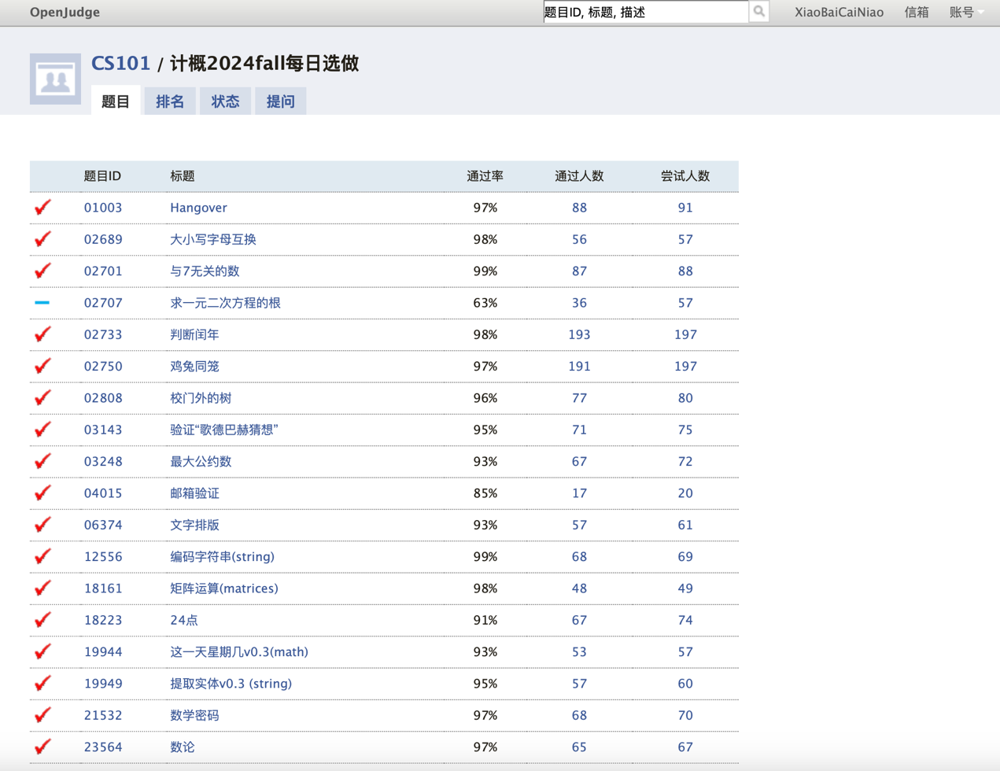 OpenJudge 题目ID, 标题, 描述 XiaoBaiCaiNiao 信箱 账号
CS101 / 计概2024fall每日选做
题目 排名 状态 提问
题目ID 标题 通过率 通过人数 尝试人数
01003 Hangover 97% 88 91
02689 大小写字母互换 98% 56 57
02701 与7无关的数 99% 87 88
02707 求一元二次方程的根 63% 36 57
02733 判断闰年 98% 193 197
02750 鸡兔同笼 97% 191 197
02808 校门外的树 96% 77 80
03143 验证“歌德巴赫猜想” 95% 71 75
03248 最大公约数 93% 67 72
04015 邮箱验证 85% 17 20
06374 文字排版 93% 57 61
12556 编码字符串(string) 99% 68 69
18161 矩阵运算(matrices) 98% 48 49
18223 24点 91% 67 74
19944 这一天星期几v0.3(math) 93% 53 57
19949 提取实体v0.3 (string) 95% 57 60
21532 数学密码 97% 68 70
23564 数论 97% 65 67